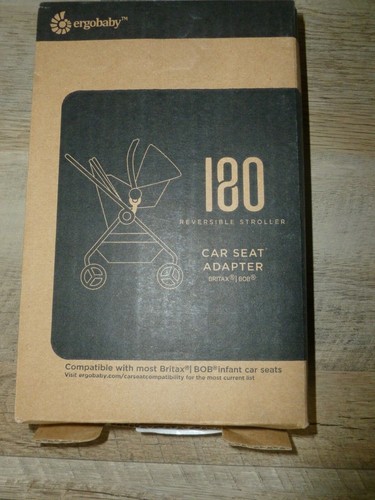 ergobaby™
180
REVERSIBLE STROLLER
CAR SEAT
ADAPTER
BRITAX®| BOB®
Compatible with most Britax®| BOB® infant car seats
Visit ergobaby.com/carseatcompatibility for the most current list